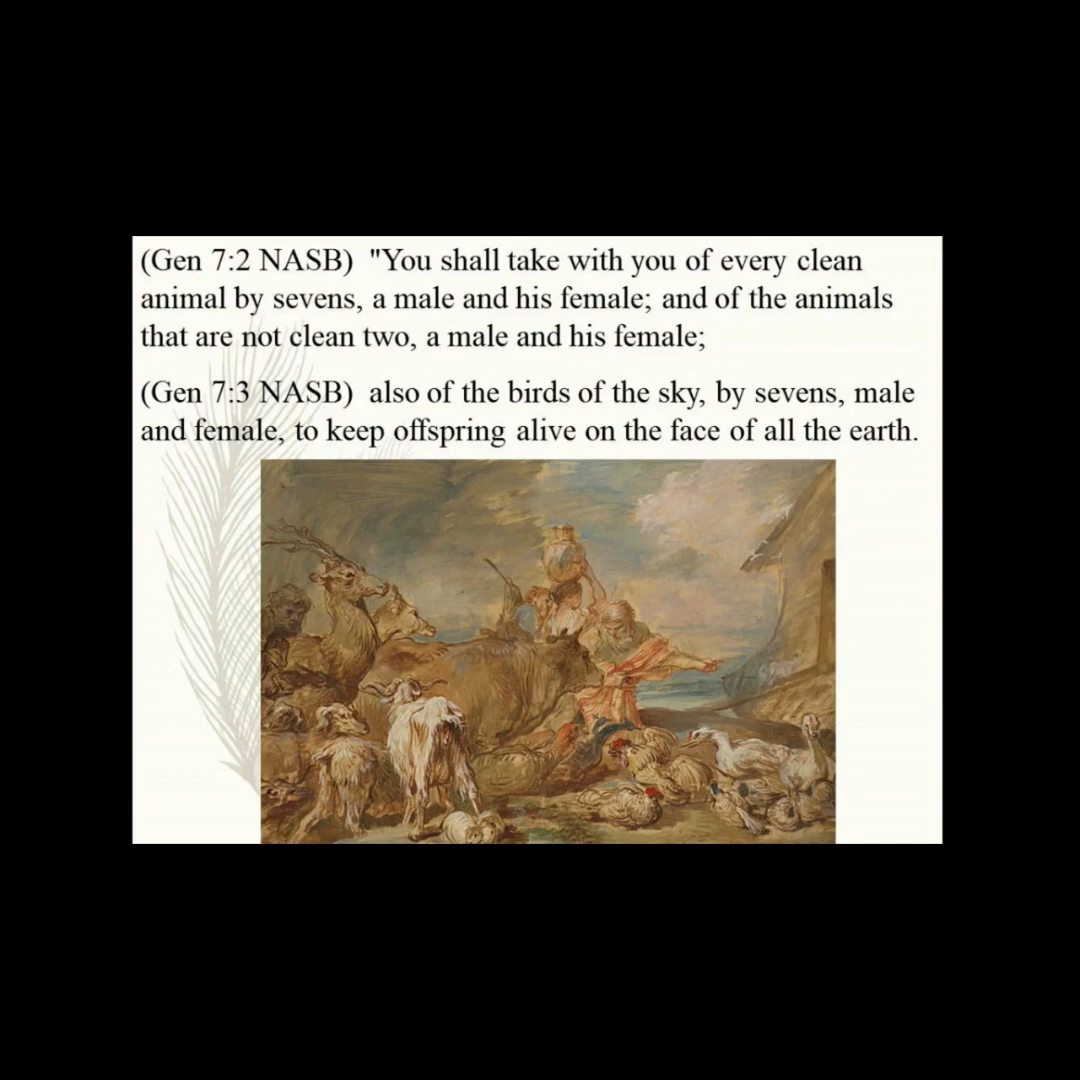 (Gen 7:2 NASB) "You shall take with you of every clean
animal by sevens, a male and his female; and of the animals
that are not clean two, a male and his female;
(Gen 7:3 NASB) also of the birds of the sky, by sevens, male
and female, to keep offspring alive on the face of all the earth.